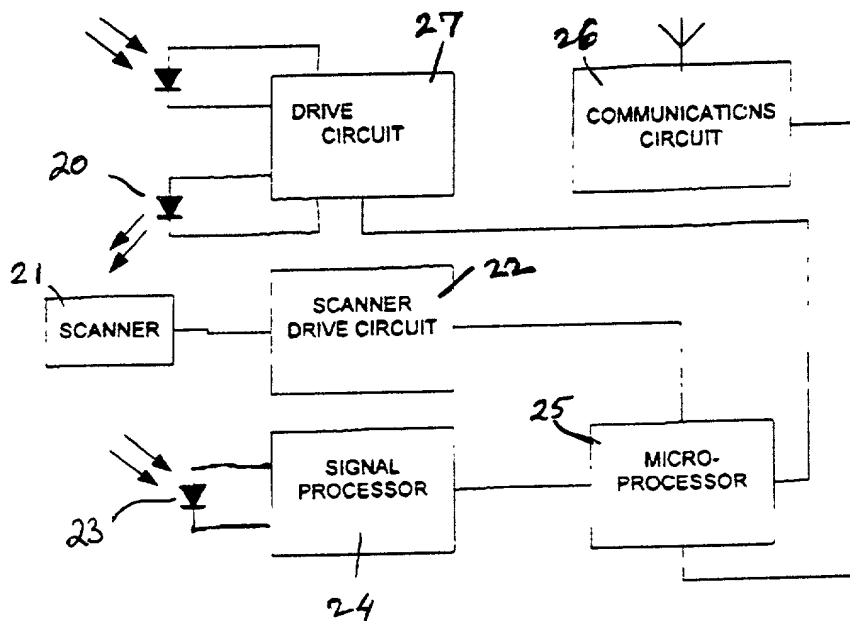 27
26
DRIVE
CIRCUIT
COMMUNICATIONS
CIRCUIT
20
21
22
SCANNER
SCANNER
DRIVE CIRCUIT
25
SIGNAL
PROCESSOR
MICRO-
PROCESSOR
23
24